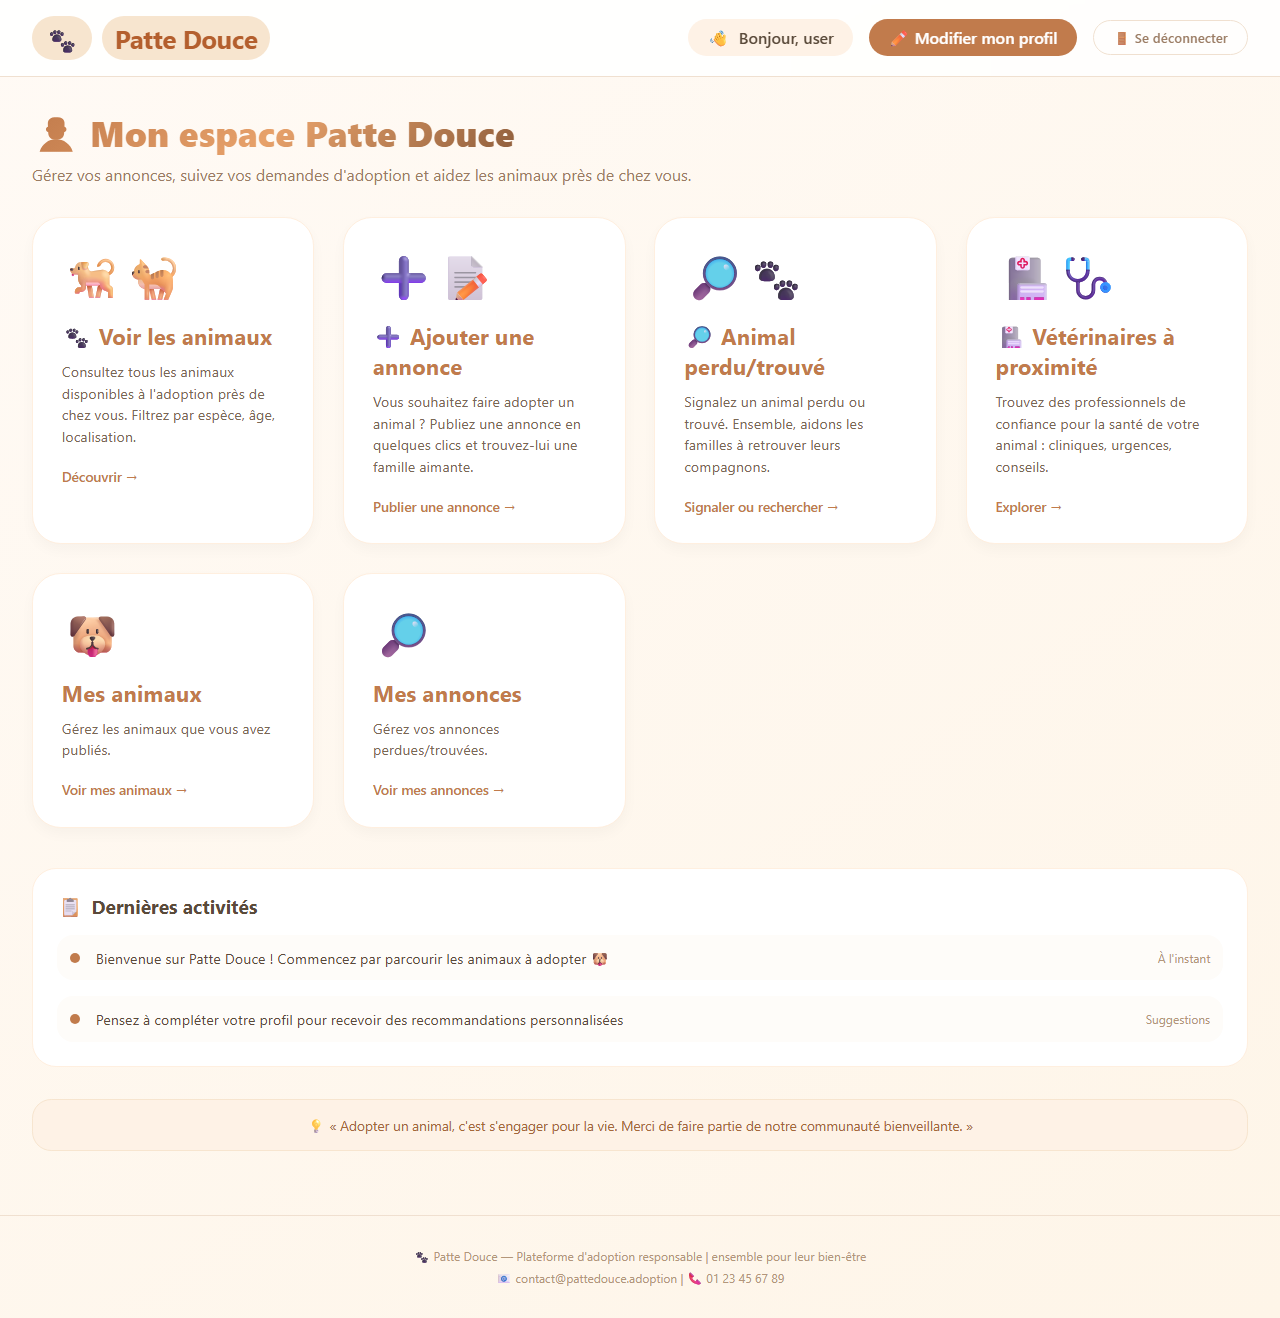 🐾 Patte Douce
👋 Bonjour, user
✏️ Modifier mon profil
🚪 Se déconnecter
👤 Mon espace Patte Douce
Gérez vos annonces, suivez vos demandes d'adoption et aidez les animaux près de chez vous.
🐾 Voir les animaux
Consultez tous les animaux
disponibles à l'adoption près de
chez vous. Filtrez par espèce, âge,
localisation.
Découvrir →
➕ Ajouter une
annonce
Vous souhaitez faire adopter un
animal ? Publiez une annonce en
quelques clics et trouvez-lui une
famille aimante.
Publier une annonce →
🔎 Animal
perdu/trouvé
Signalez un animal perdu ou
trouvé. Ensemble, aidons les
familles à retrouver leurs
compagnons.
Signaler ou rechercher →
🏥 Vétérinaires à
proximité
Trouvez des professionnels de
confiance pour la santé de votre
animal : cliniques, urgences,
conseils.
Explorer →
Mes animaux
Gérez les animaux que vous avez
publiés.
Voir mes animaux →
Mes annonces
Gérez vos annonces
perdues/trouvées.
Voir mes annonces →
📋 Dernières activités
Bienvenue sur Patte Douce ! Commencez par parcourir les animaux à adopter 🐶
À l'instant
Pensez à compléter votre profil pour recevoir des recommandations personnalisées
Suggestions
💡 « Adopter un animal, c'est s'engager pour la vie. Merci de faire partie de notre communauté bienveillante. »
🐾 Patte Douce — Plateforme d'adoption responsable | ensemble pour leur bien-être
📧 contact@pattedouce.adoption | 📞 01 23 45 67 89